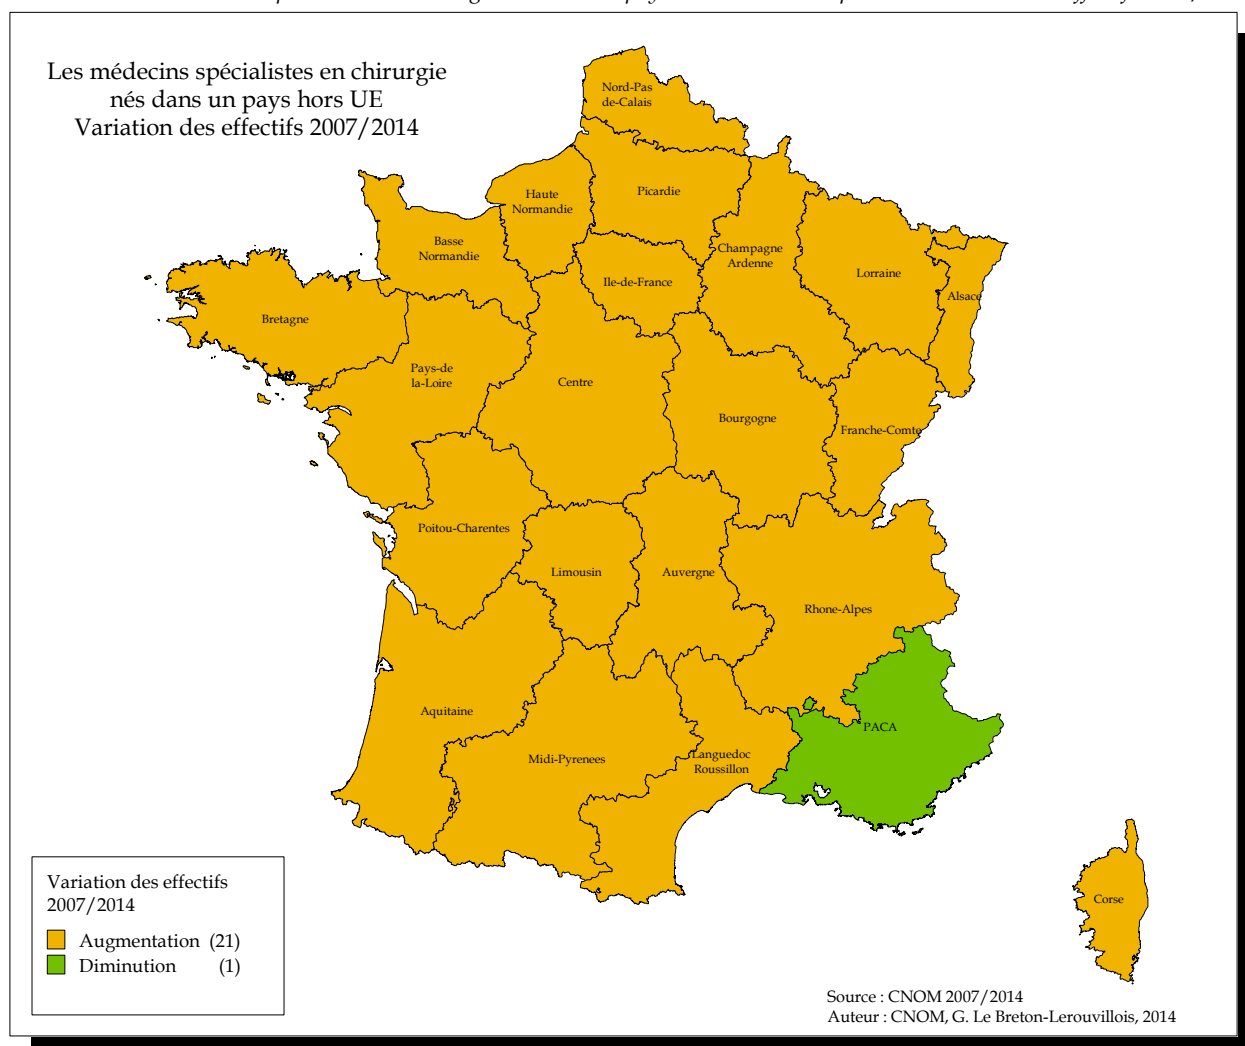 Les médecins spécialistes en chirurgie
nés dans un pays hors UE
Variation des effectifs 2007/2014
Nord-Pas
de-Calais
Picardie
Haute
Normandie
Basse
Normandie
Champagne
Ardenne
Lorraine
Alsace
Ile-de-France
Bretagne
Pays-de
la-Loire
Centre
Bourgogne
Franche-Comte
Poitou-Charentes
Limousin
Auvergne
Rhone-Alpes
Aquitaine
Midi-Pyrenees
Languedoc
Roussillon
PACA
Corse
Variation des effectifs
2007/2014
Augmentation (21)
Diminution (1)
Source : CNOM 2007/2014
Auteur : CNOM, G. Le Breton-Lerouvillois, 2014